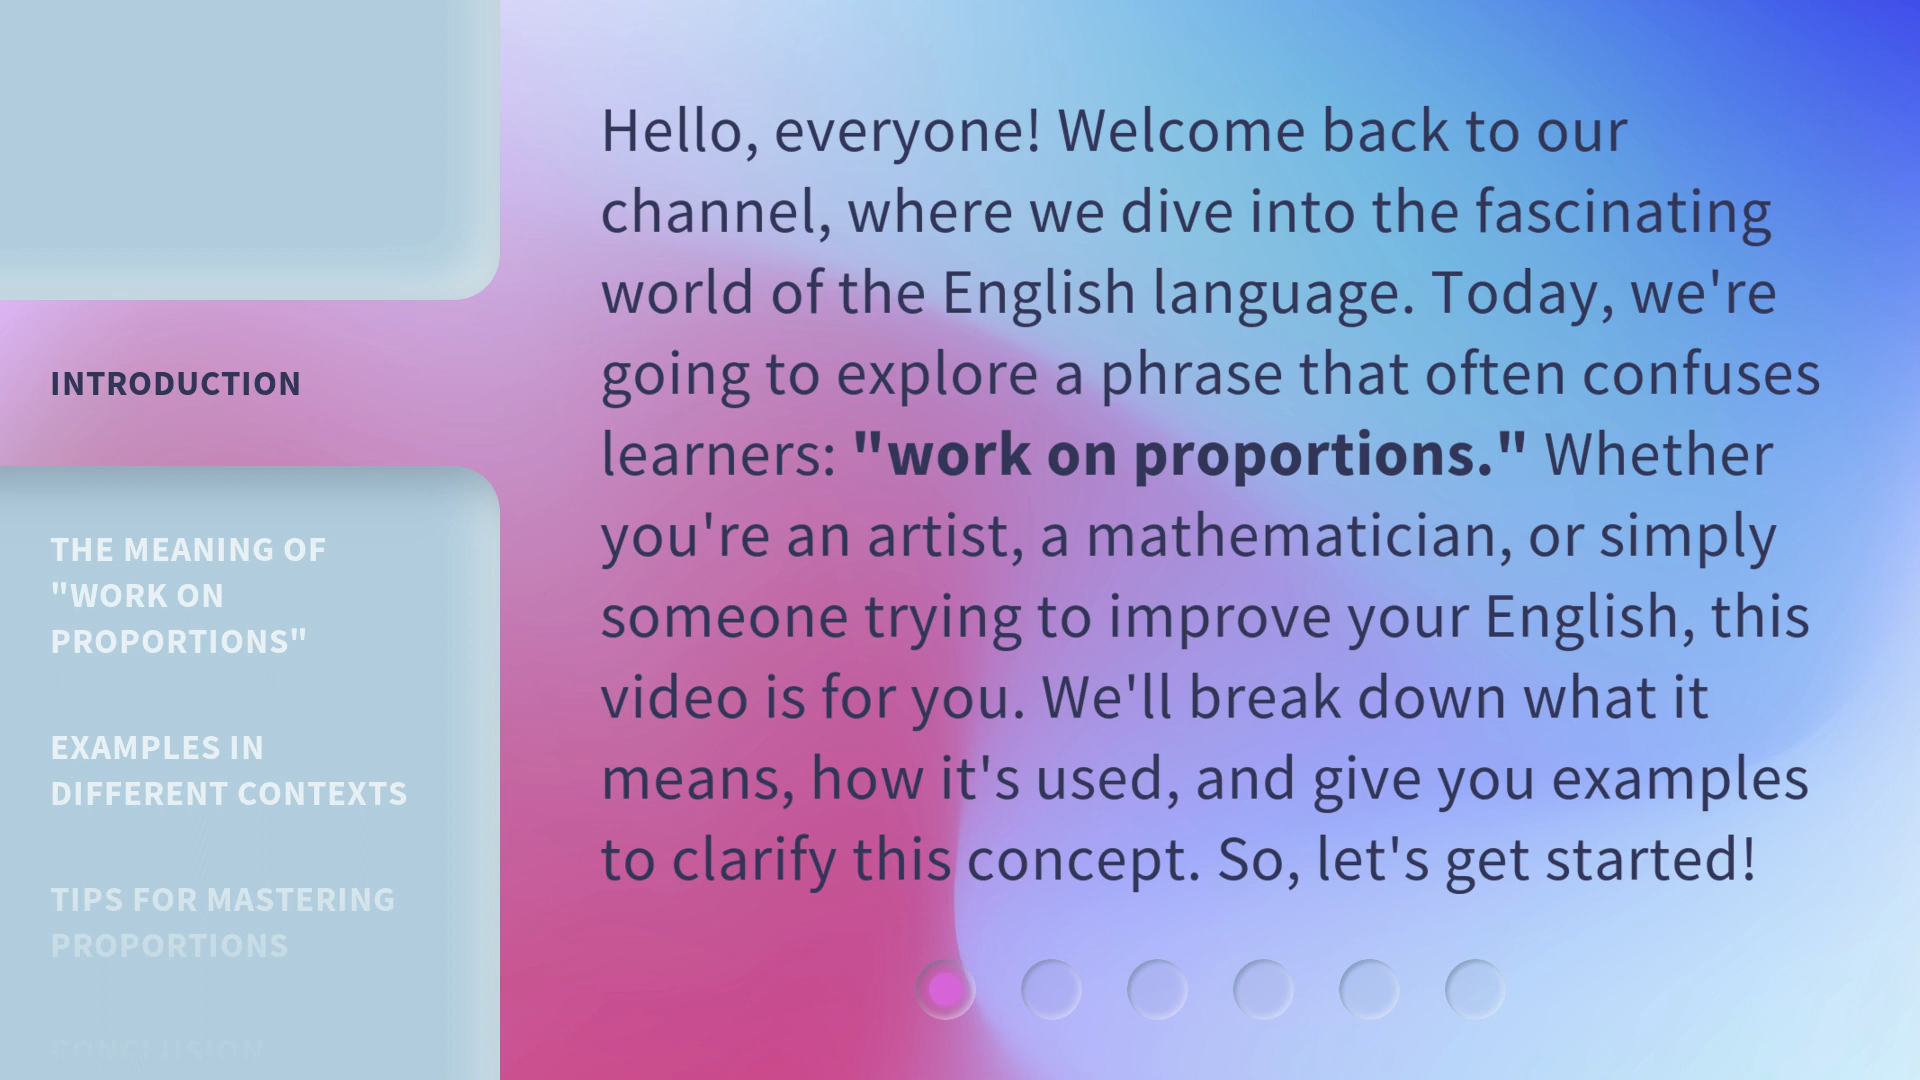 INTRODUCTION
THE MEANING OF
"WORK ON
PROPORTIONS"
EXAMPLES IN
DIFFERENT CONTEXTS
TIPS FOR MASTERING
PROPORTIONS
CONCLUSION
Hello, everyone! Welcome back to our
channel, where we dive into the fascinating
world of the English language. Today, we're
going to explore a phrase that often confuses
learners: "work on proportions." Whether
you're an artist, a mathematician, or simply
someone trying to improve your English, this
video is for you. We'll break down what it
means, how it's used, and give you examples
to clarify this concept. So, let's get started!